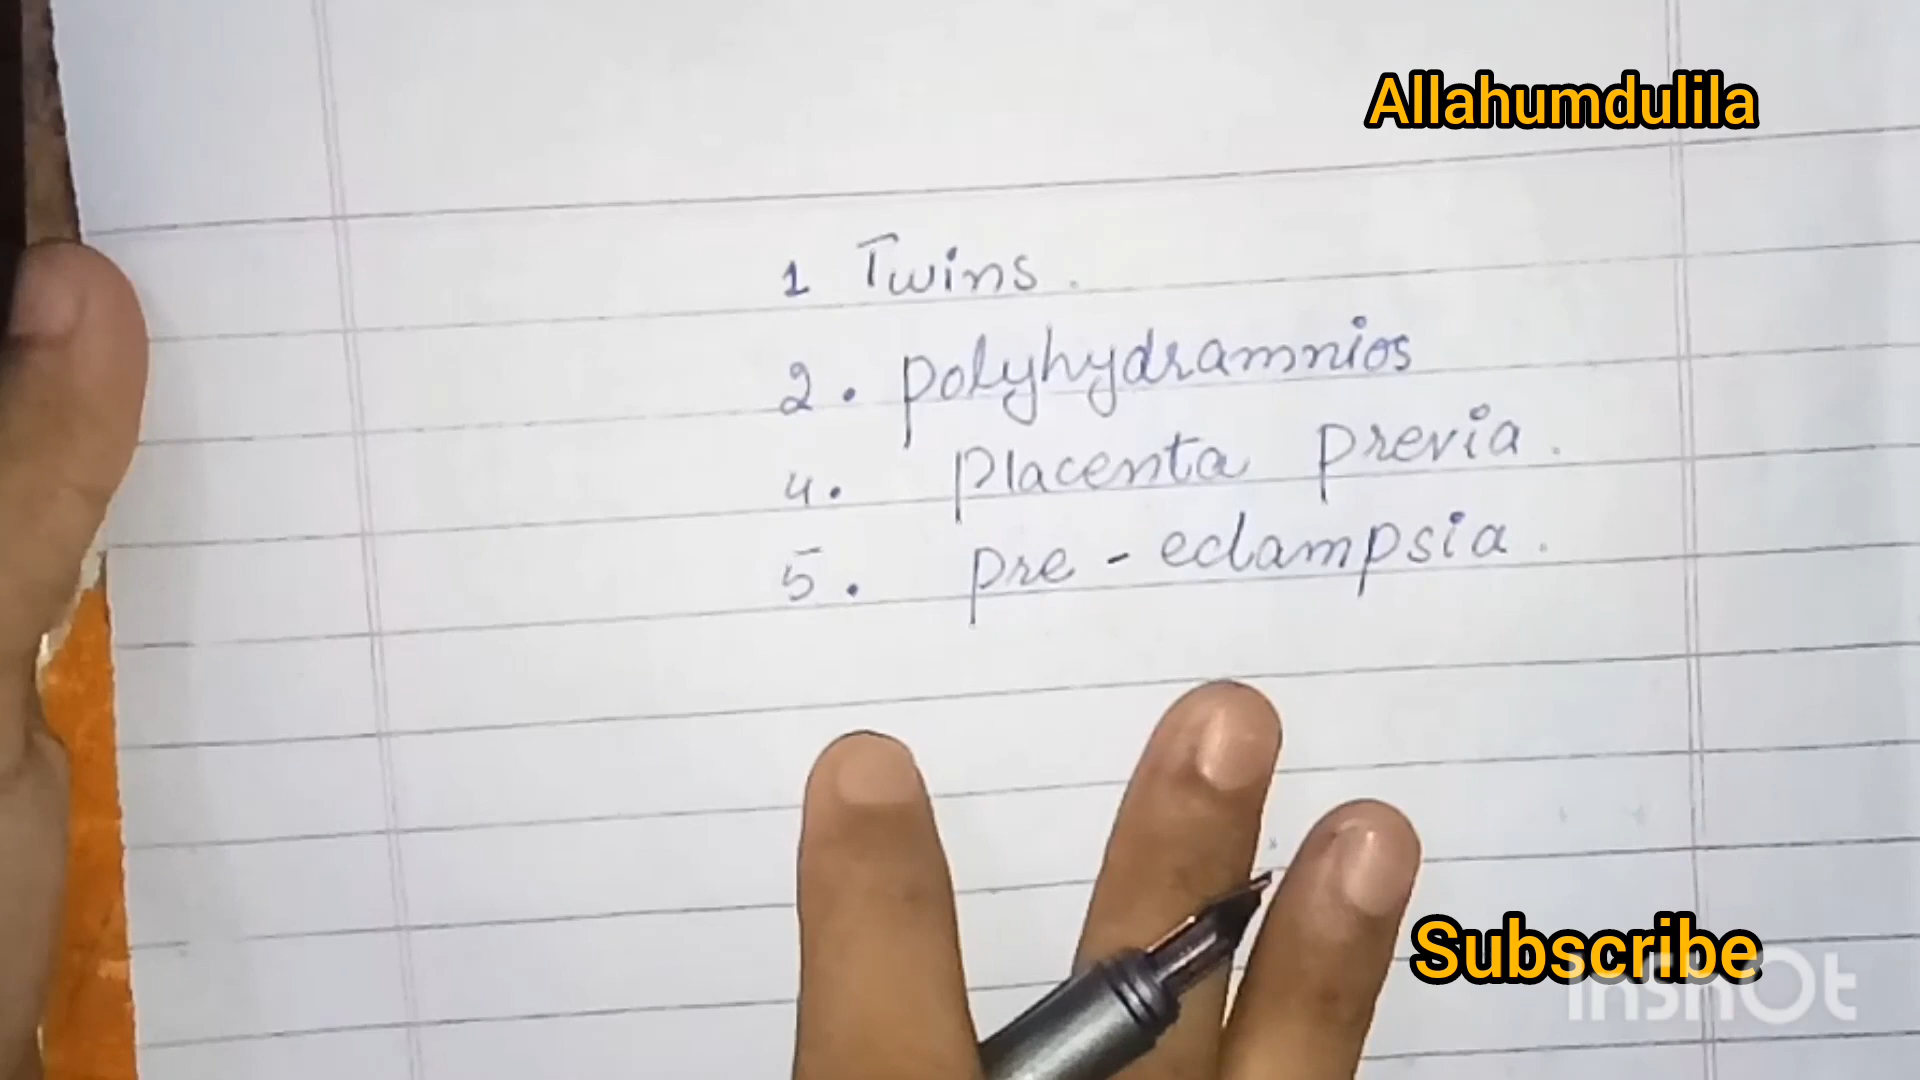 Allahumdulila
1 Twins.
2. polyhydramnios
4. placenta previa.
5. pre-eclampsia.
Subscribe
InShOt